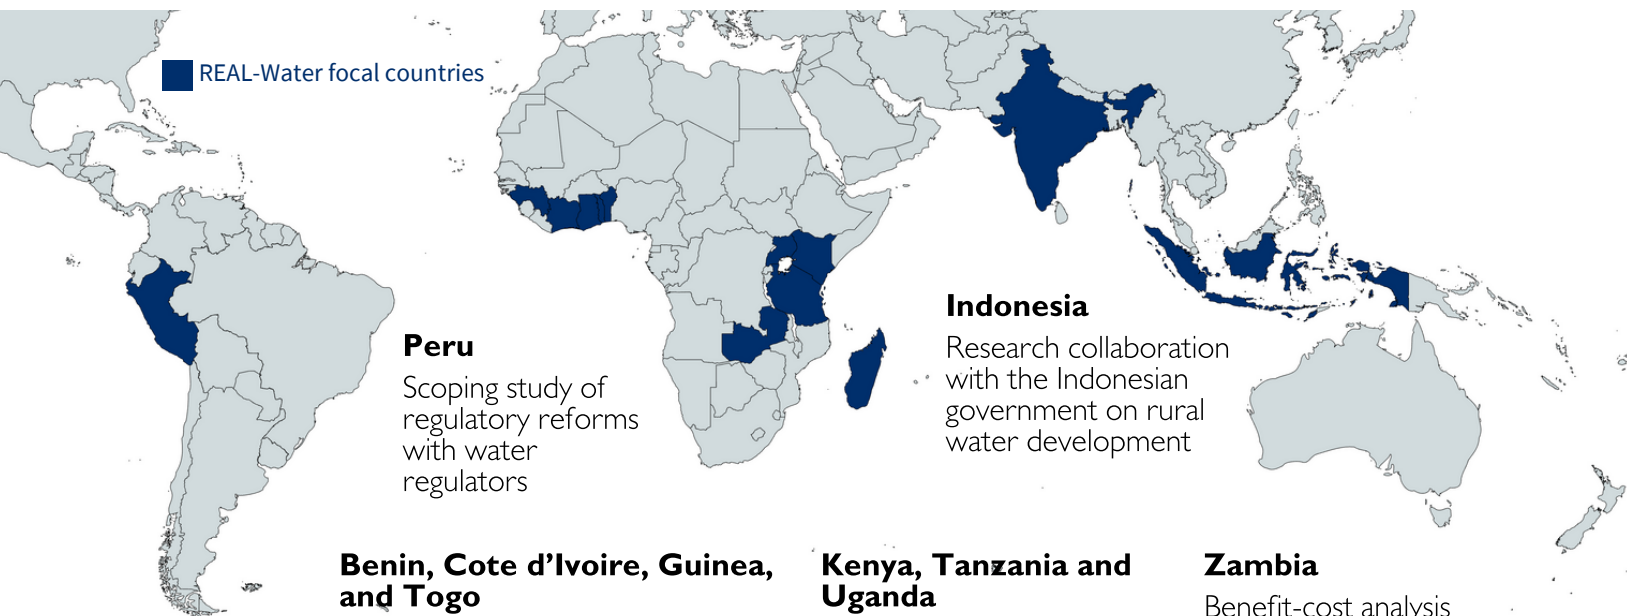 REAL-Water focal countries
Peru
Scoping study of
regulatory reforms
with water
regulators
Indonesia
Research collaboration
with the Indonesian
government on rural
water development
Benin, Cote d’Ivoire, Guinea,
and Togo
Kenya, Tanzania and
Uganda
Zambia
Benefit-cost analysis